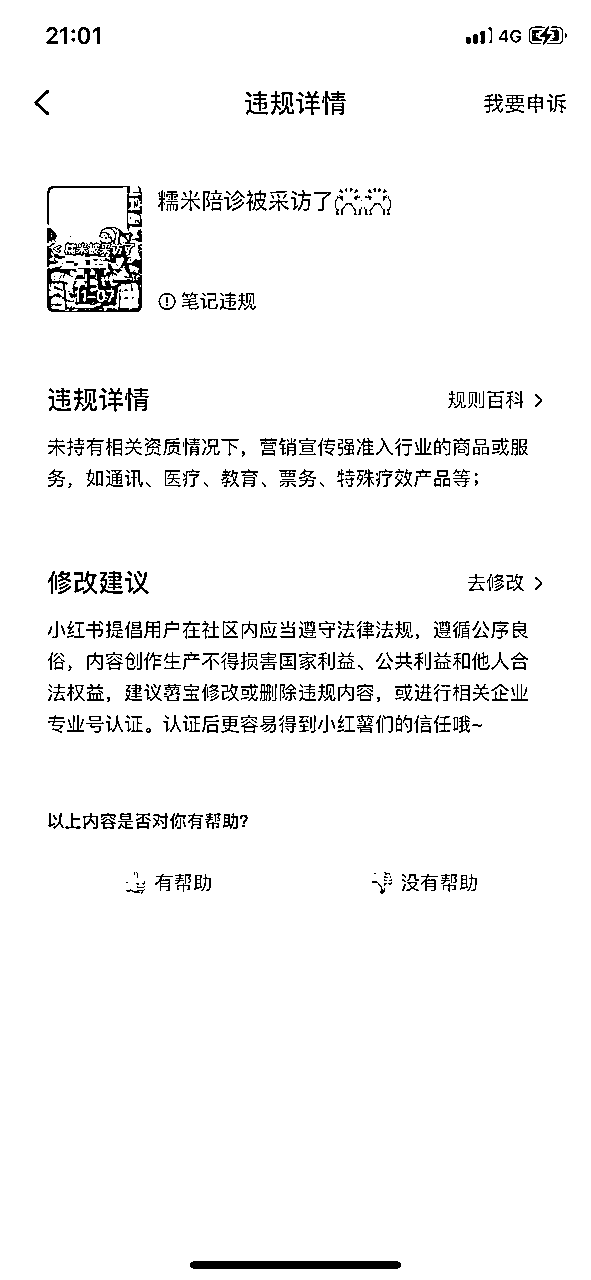 21:01
4G
违规详情
我要申诉
糯米陪诊被采访了
糯米被采访了
11-07
笔记违规
违规详情
规则百科
未持有相关资质情况下，营销宣传强准入行业的商品或服
务，如通讯、医疗、教育、票务、特殊疗效产品等；
修改建议
去修改
小红书提倡用户在社区内应当遵守法律法规，遵循公序良
俗，内容创作生产不得损害国家利益、公共利益和他人合
法权益，建议薯宝修改或删除违规内容，或进行相关企业
专业号认证。认证后更容易得到小红薯们的信任哦~
以上内容是否对你有帮助？
有帮助
没有帮助